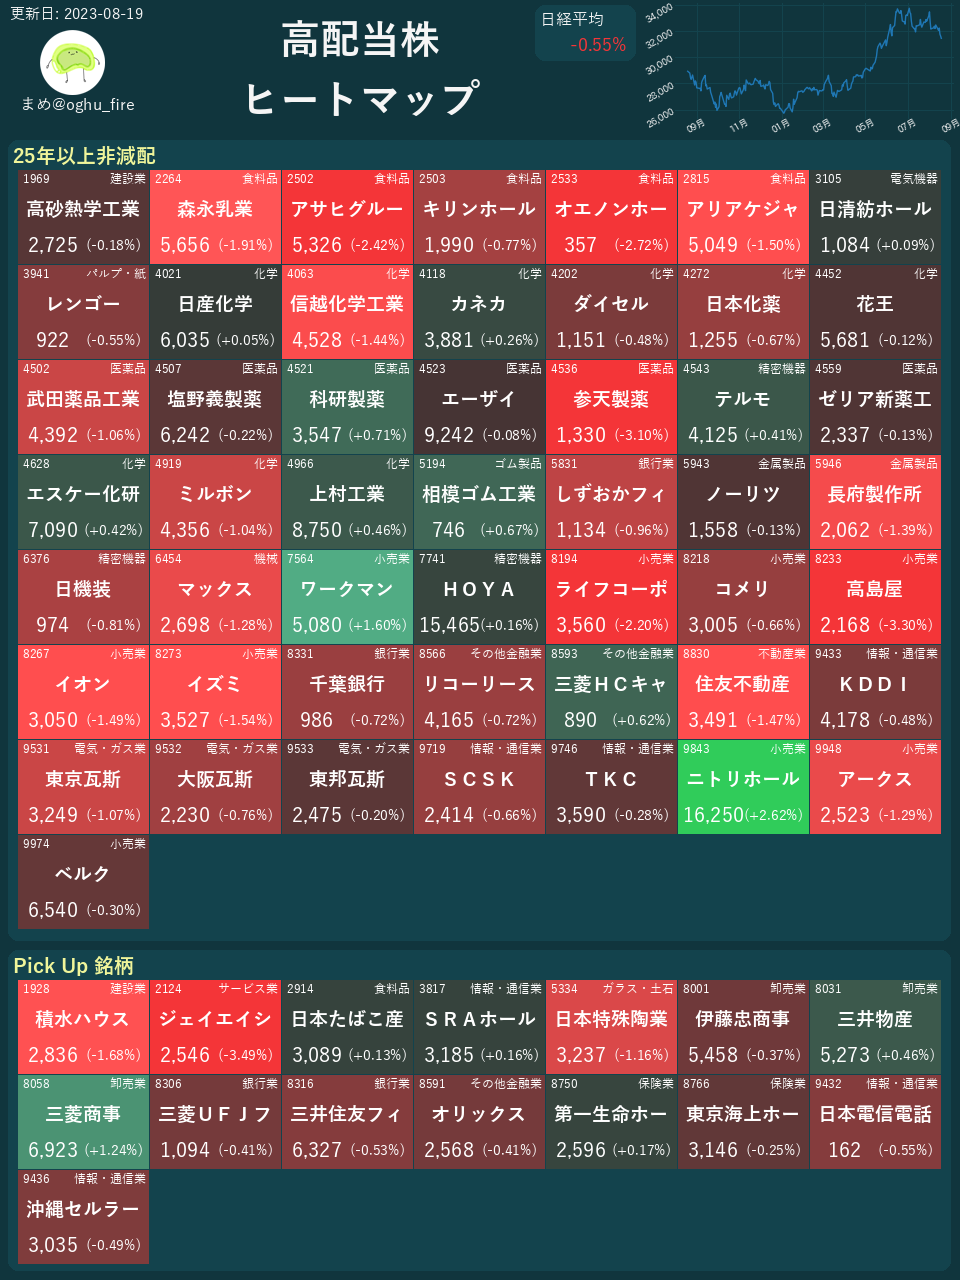 更新日: 2023-08-19
まめ@oghu_fire
高配当株
ヒートマップ
日経平均
-0.55%
34,000
32,000
30,000
28,000
26,000
09月 11月 01月 03月 05月 07月 09月
25年以上非減配
1969 建設業 2264 食料品 2502 食料品 2503 食料品 2533 食料品 2815 食料品 3105 電気機器
高砂熱学工業 森永乳業 アサヒグルー キリンホール オエノンホー アリアケジャ 日清紡ホール
2,725 (-0.18%) 5,656 (-1.91%) 5,326 (-2.42%) 1,990 (-0.77%) 357 (-2.72%) 5,049 (-1.50%) 1,084 (+0.09%)
3941 パルプ・紙 4021 化学 4063 化学 4118 化学 4202 化学 4272 化学 4452 化学
レンゴー 日産化学 信越化学工業 カネカ ダイセル 日本化薬 花王
922 (-0.55%) 6,035 (+0.05%) 4,528 (-1.44%) 3,881 (+0.26%) 1,151 (-0.48%) 1,255 (-0.67%) 5,681 (-0.12%)
4502 医薬品 4507 医薬品 4521 医薬品 4523 医薬品 4536 医薬品 4543 精密機器 4559 医薬品
武田薬品工業 塩野義製薬 科研製薬 エーザイ 参天製薬 テルモ ゼリア新薬工
4,392 (-1.06%) 6,242 (-0.22%) 3,547 (+0.71%) 9,242 (-0.08%) 1,330 (-3.10%) 4,125 (+0.41%) 2,337 (-0.13%)
4628 化学 4919 化学 4966 化学 5194 ゴム製品 5831 銀行業 5943 金属製品 5946 金属製品
エスケー化研 ミルボン 上村工業 相模ゴム工業 しずおかフィ ノーリツ 長府製作所
7,090 (+0.42%) 4,356 (-1.04%) 8,750 (+0.46%) 746 (+0.67%) 1,134 (-0.96%) 1,558 (-0.13%) 2,062 (-1.39%)
6376 精密機器 6454 機械 7564 小売業 7741 精密機器 8194 小売業 8218 小売業 8233 小売業
日機装 マックス ワークマン ＨＯＹＡ ライフコーポ コメリ 高島屋
974 (-0.81%) 2,698 (-1.28%) 5,080 (+1.60%) 15,465(+0.16%) 3,560 (-2.20%) 3,005 (-0.66%) 2,168 (-3.30%)
8267 小売業 8273 小売業 8331 銀行業 8566 その他金融業 8593 その他金融業 8830 不動産業 9433 情報・通信業
イオン イズミ 千葉銀行 リコーリース 三菱ＨＣキャ 住友不動産 ＫＤＤＩ
3,050 (-1.49%) 3,527 (-1.54%) 986 (-0.72%) 4,165 (-0.72%) 890 (+0.62%) 3,491 (-1.47%) 4,178 (-0.48%)
9531 電気・ガス業 9532 電気・ガス業 9533 電気・ガス業 9719 情報・通信業 9746 情報・通信業 9843 小売業 9948 小売業
東京瓦斯 大阪瓦斯 東邦瓦斯 ＳＣＳＫ ＴＫＣ ニトリホール アークス
3,249 (-1.07%) 2,230 (-0.76%) 2,475 (-0.20%) 2,414 (-0.66%) 3,590 (-0.28%) 16,250(+2.62%) 2,523 (-1.29%)
9974 小売業
ベルク
6,540 (-0.30%)
Pick Up 銘柄
1928 建設業 2124 サービス業 2914 食料品 3817 情報・通信業 5334 ガラス・土石 8001 卸売業 8031 卸売業
積水ハウス ジェイエイシ 日本たばこ産 ＳＲＡホール 日本特殊陶業 伊藤忠商事 三井物産
2,836 (-1.68%) 2,546 (-3.49%) 3,089 (+0.13%) 3,185 (+0.16%) 3,237 (-1.16%) 5,458 (-0.37%) 5,273 (+0.46%)
8058 卸売業 8306 銀行業 8316 銀行業 8591 その他金融業 8750 保険業 8766 保険業 9432 情報・通信業
三菱商事 三菱ＵＦＪフ 三井住友フィ オリックス 第一生命ホー 東京海上ホー 日本電信電話
6,923 (+1.24%) 1,094 (-0.41%) 6,327 (-0.53%) 2,568 (-0.41%) 2,596 (+0.17%) 3,146 (-0.25%) 162 (-0.55%)
9436 情報・通信業
沖縄セルラー
3,035 (-0.49%)